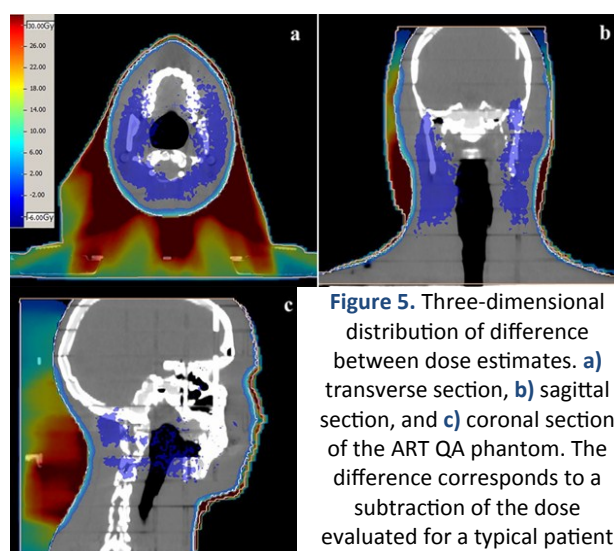 30.00Gy
32.00
26.00
22.00
18.00
14.00
10.00
6.00
2.00
-2.00
-6.00Gy
a
b
c
Figure 5. Three-dimensional
distribution of difference
between dose estimates. a)
transverse section, b) sagittal
section, and c) coronal section
of the ART QA phantom. The
difference corresponds to a
subtraction of the dose
evaluated for a typical patient